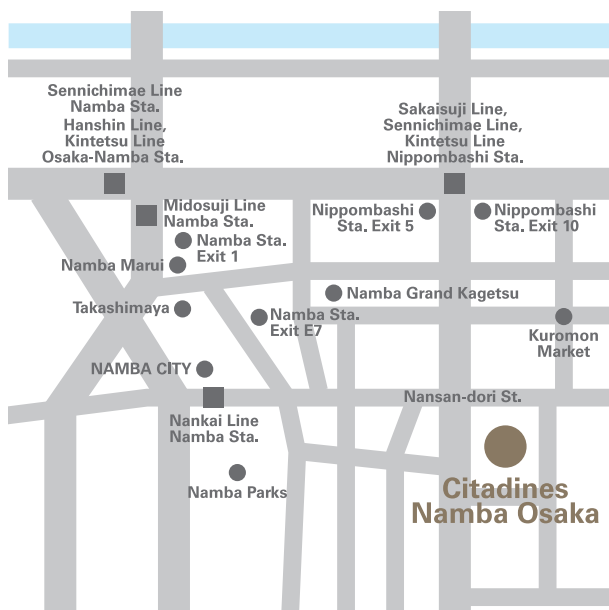 Sennichimae Line
Namba Sta.
Hanshin Line,
Kintetsu Line
Osaka-Namba Sta.
Sakaisuji Line,
Sennichimae Line,
Kintetsu Line
Nippombashi Sta.
Midosuji Line
Namba Sta.
Nippombashi
Sta. Exit 5
Nippombashi
Sta. Exit 10
Namba Sta.
Exit 1
Namba Marui
Namba Grand Kagetsu
Takashimaya
Namba Sta.
Exit E7
Kuromon
Market
NAMBA CITY
Nansan-dori St.
Nankai Line
Namba Sta.
Namba Parks
Citadines
Namba Osaka